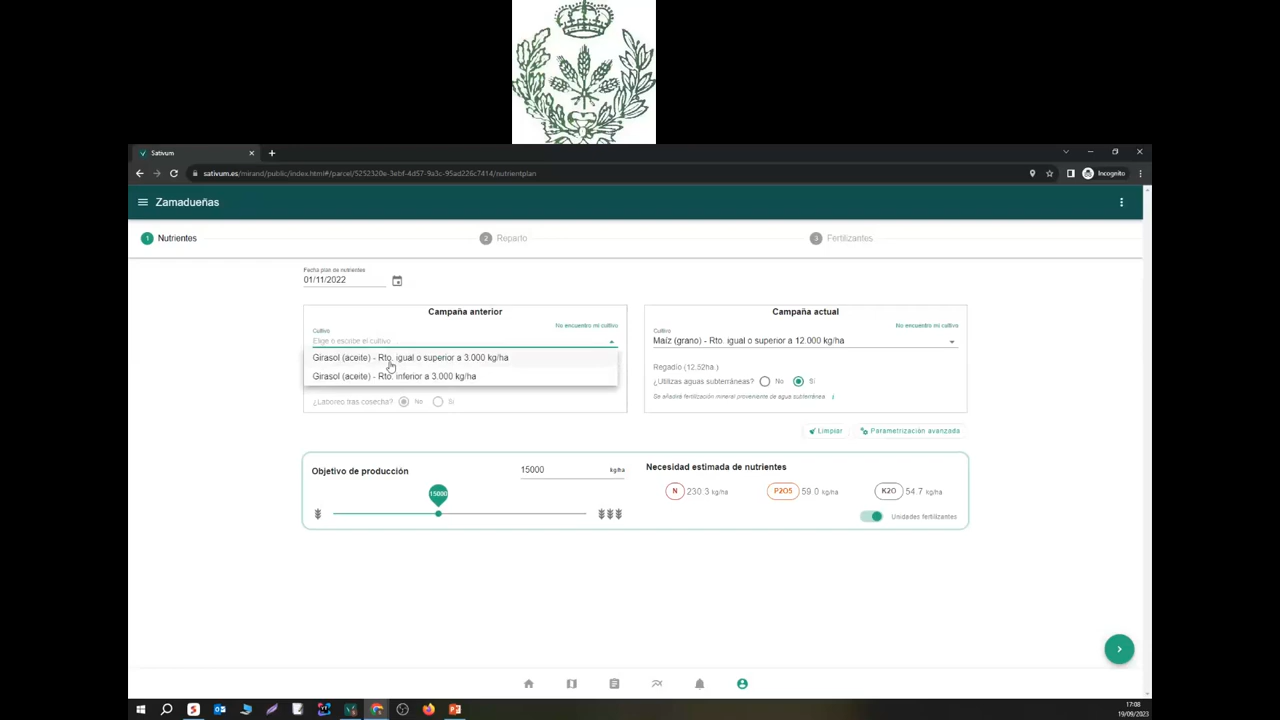 Sativum
sativum.es/mirand/public/index.html#/parcel/5252320e-3ebf-4d57-9a3c-95ad226c7414/nutrientplan
Incognito
Zamadueñas
1 Nutrientes
2 Reparto
3 Fertilizantes
Fecha plan de nutrientes
01/11/2022
Campaña anterior
No encuentro mi cultivo
Cultivo
Elige o escribe el cultivo
Girasol (aceite) - Rto. igual o superior a 3.000 kg/ha
Girasol (aceite) - Rto. inferior a 3.000 kg/ha
¿Laboreo tras cosecha? No Sí
Campaña actual
No encuentro mi cultivo
Cultivo
Maíz (grano) - Rto. igual o superior a 12.000 kg/ha
Regadío (12.52ha.)
¿Utilizas aguas subterráneas? No Sí
Se añadrá fertilización mineral proveniente de agua subterránea i
Limpiar
Parametrización avanzada
Objetivo de producción
15000 kg/ha
15000
Necesidad estimada de nutrientes
N 230.3 kg/ha
P2O5 59.0 kg/ha
K2O 54.7 kg/ha
Unidades fertilizantes
17:08
19/09/2023